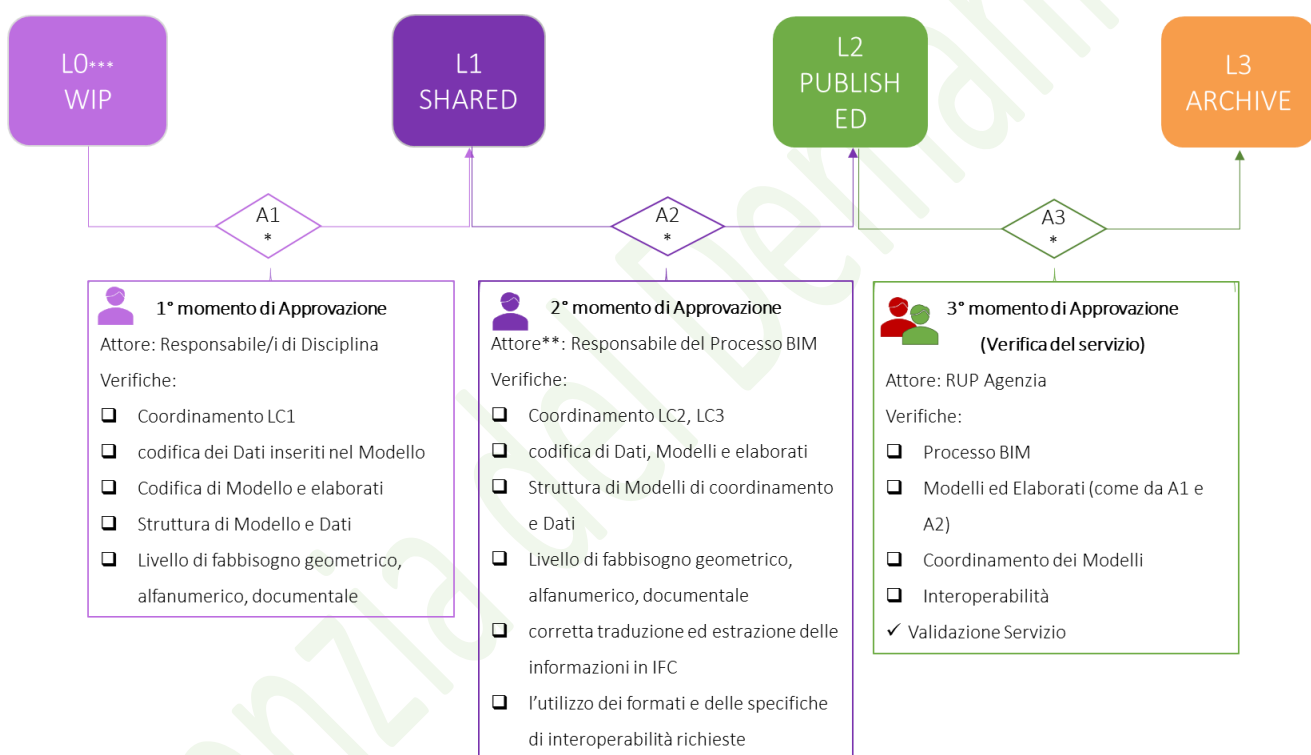 L0***
WIP
L1
SHARED
L2
PUBLISH
ED
L3
ARCHIVE
A1
*
A2
*
A3
*
1° momento di Approvazione
Attore: Responsabile/i di Disciplina
Verifiche:
❑ Coordinamento LC1
❑ codifica dei Dati inseriti nel Modello
❑ Codifica di Modello e elaborati
❑ Struttura di Modello e Dati
❑ Livello di fabbisogno geometrico,
alfanumerico, documentale
2° momento di Approvazione
Attore**: Responsabile del Processo BIM
Verifiche:
❑ Coordinamento LC2, LC3
❑ codifica di Dati, Modelli e elaborati
❑ Struttura di Modelli di coordinamento
e Dati
❑ Livello di fabbisogno geometrico,
alfanumerico, documentale
❑ corretta traduzione ed estrazione delle
informazioni in IFC
❑ l'utilizzo dei formati e delle specifiche
di interoperabilità richieste
3° momento di Approvazione
(Verifica del servizio)
Attore: RUP Agenzia
Verifiche:
❑ Processo BIM
❑ Modelli ed Elaborati (come da A1 e
A2)
❑ Coordinamento dei Modelli
❑ Interoperabilità
✓ Validazione Servizio